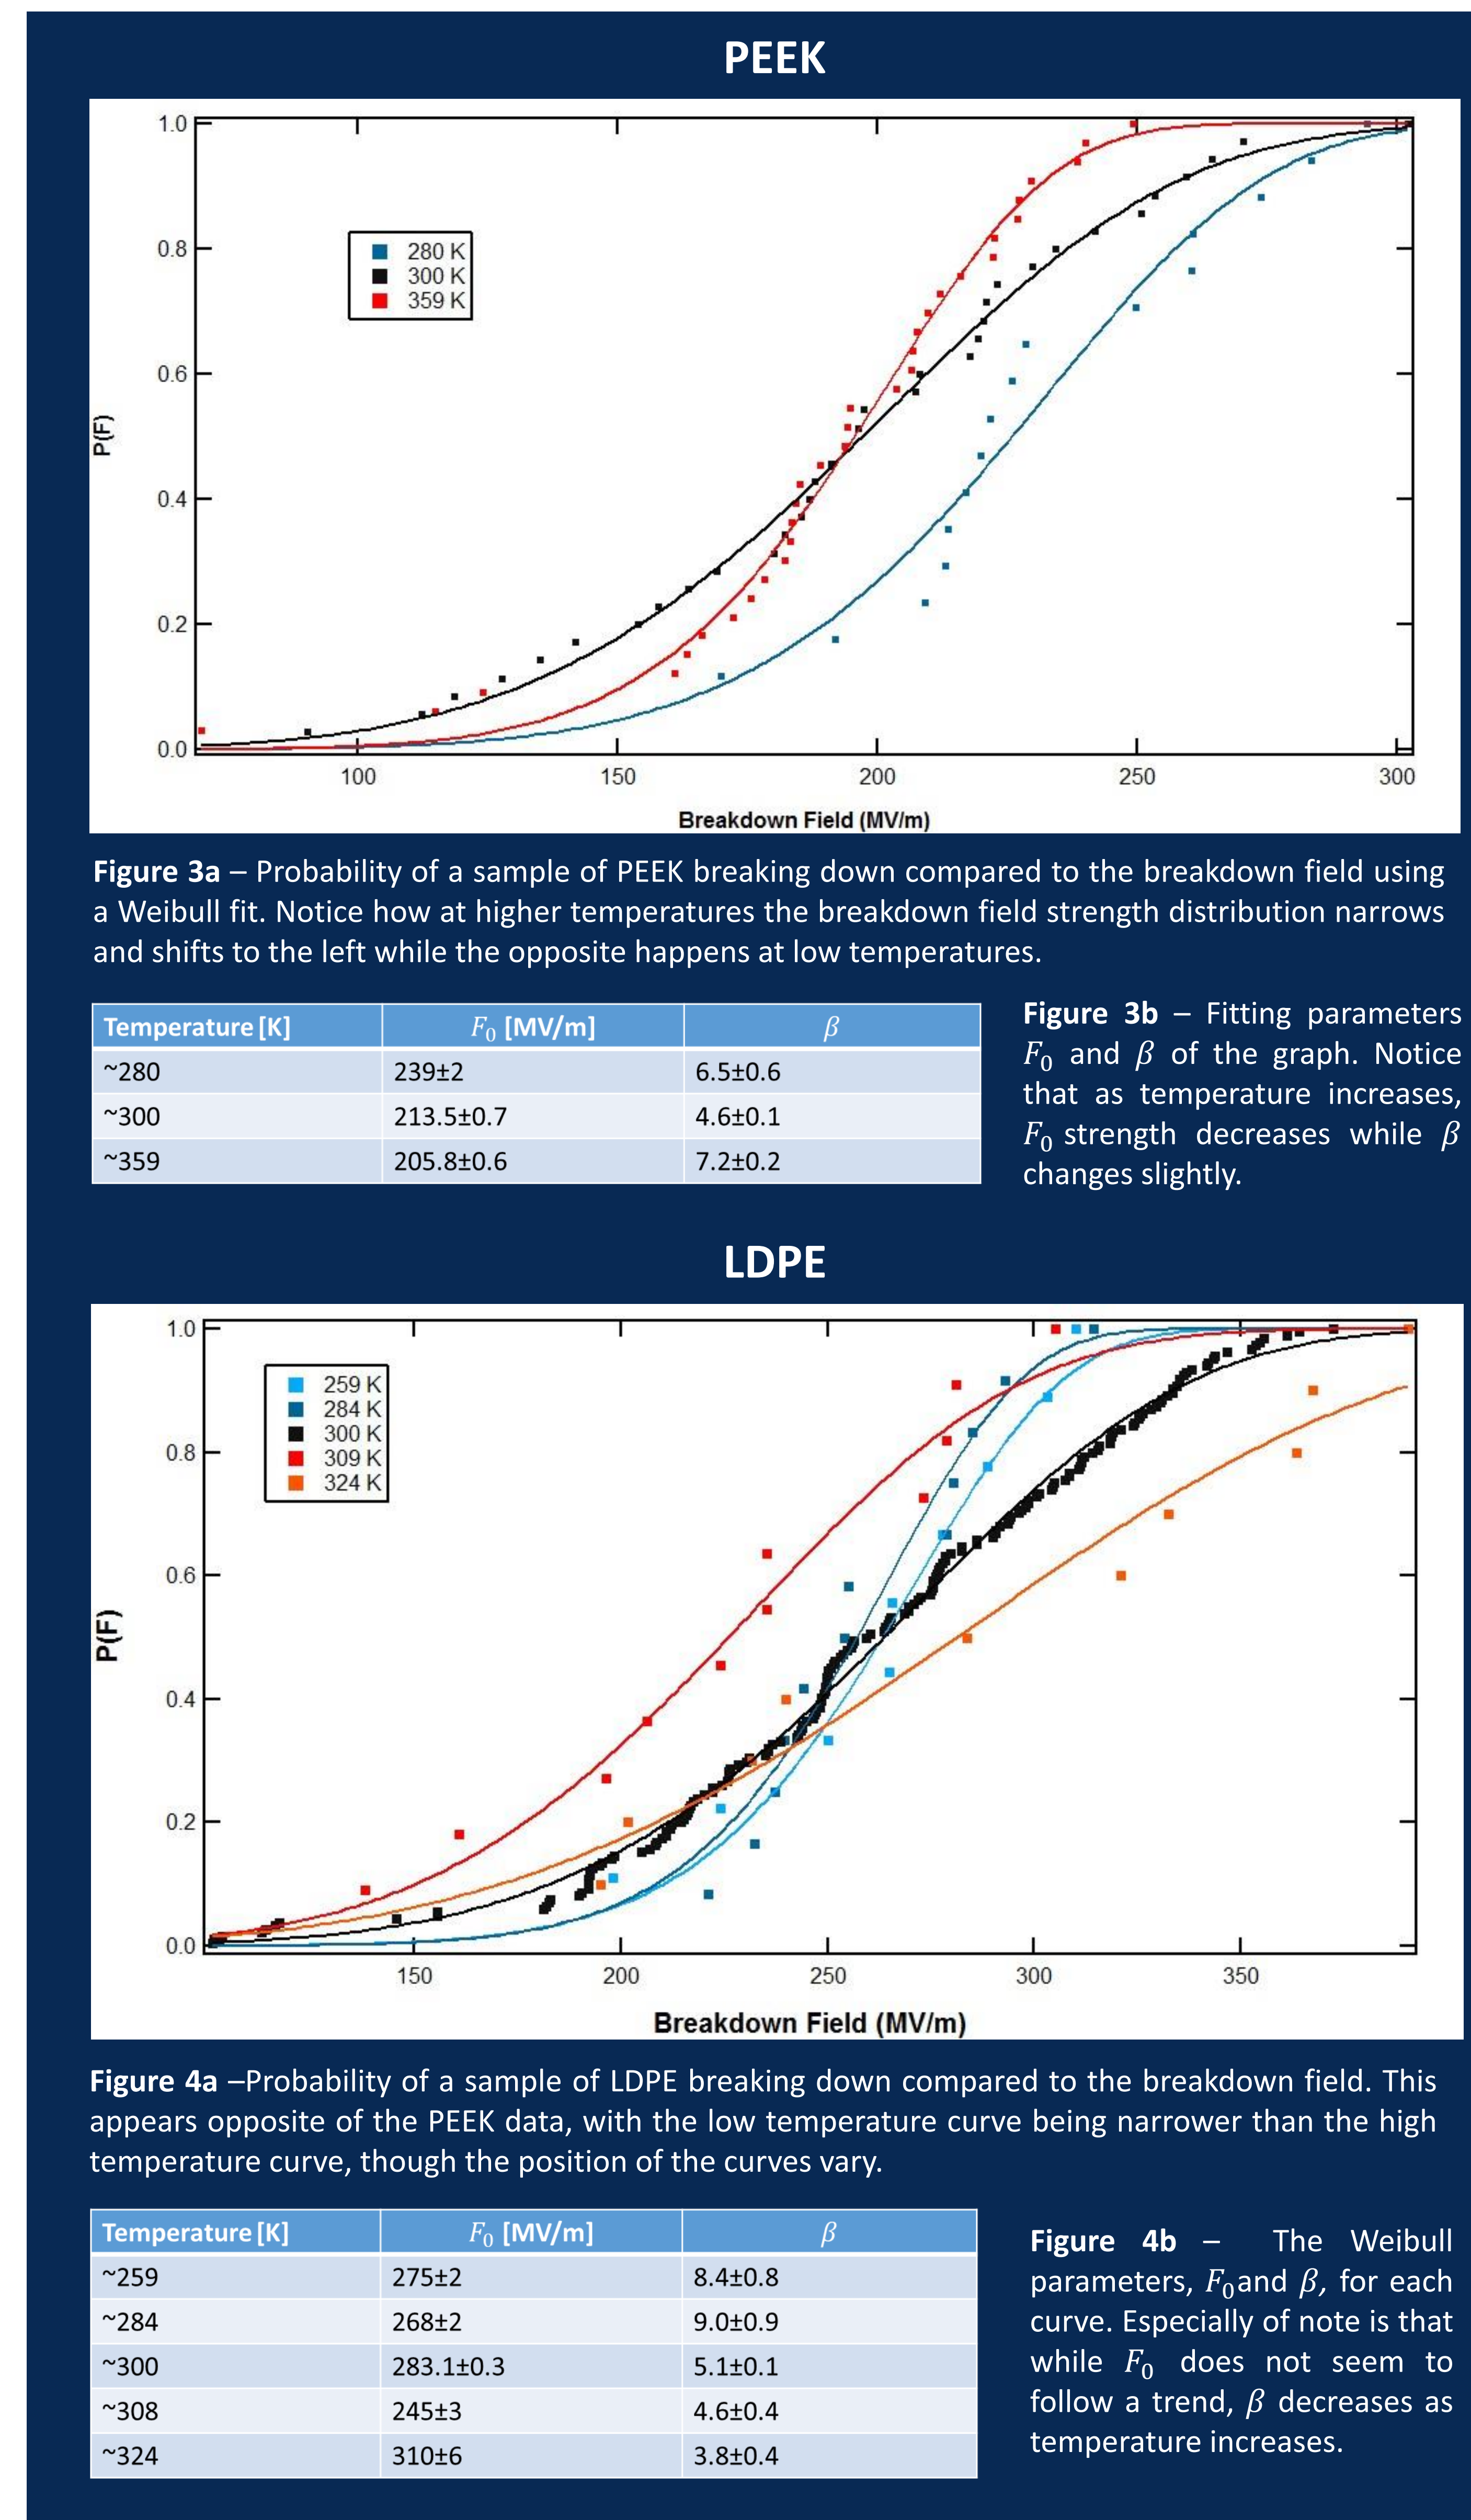 PEEK
1.0
0.8
0.6
0.4
0.2
0.0
P(F)
280 K
300 K
359 K
100 150 200 250 300
Breakdown Field (MV/m)
Figure 3a – Probability of a sample of PEEK breaking down compared to the breakdown field using
a Weibull fit. Notice how at higher temperatures the breakdown field strength distribution narrows
and shifts to the left while the opposite happens at low temperatures.
Temperature [K] F₀ [MV/m] β
~280 239±2 6.5±0.6
~300 213.5±0.7 4.6±0.1
~359 205.8±0.6 7.2±0.2
Figure 3b – Fitting parameters
F₀ and β of the graph. Notice
that as temperature increases,
F₀ strength decreases while β
changes slightly.
LDPE
1.0
0.8
0.6
0.4
0.2
0.0
P(F)
259 K
284 K
300 K
309 K
324 K
150 200 250 300 350
Breakdown Field (MV/m)
Figure 4a –Probability of a sample of LDPE breaking down compared to the breakdown field. This
appears opposite of the PEEK data, with the low temperature curve being narrower than the high
temperature curve, though the position of the curves vary.
Temperature [K] F₀ [MV/m] β
~259 275±2 8.4±0.8
~284 268±2 9.0±0.9
~300 283.1±0.3 5.1±0.1
~308 245±3 4.6±0.4
~324 310±6 3.8±0.4
Figure 4b – The Weibull
parameters, F₀and β, for each
curve. Especially of note is that
while F₀ does not seem to
follow a trend, β decreases as
temperature increases.